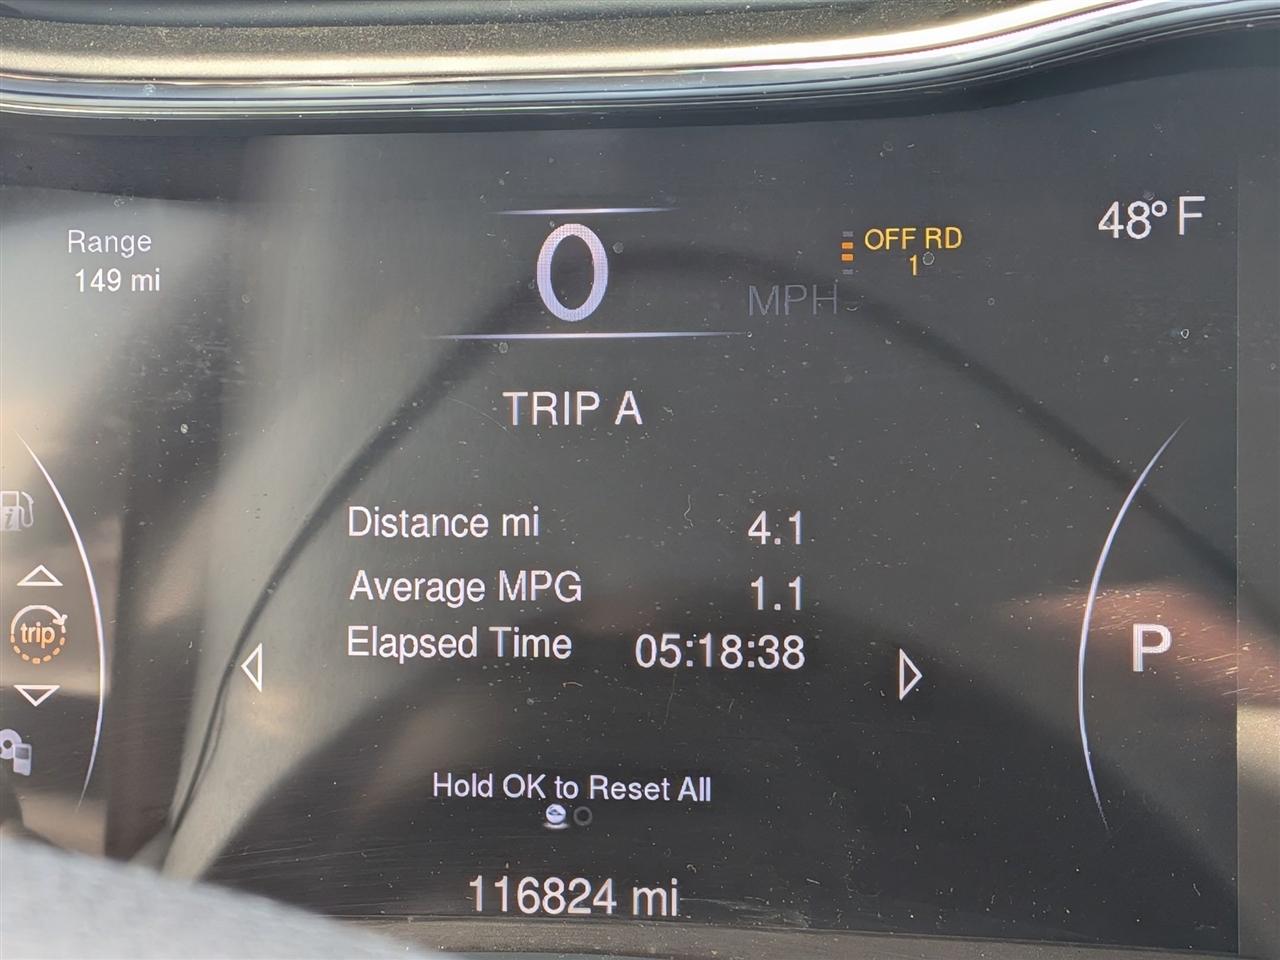 Range
149 mi
0
MPH
OFF RD
1
48° F
TRIP A
Distance mi 4.1
Average MPG 1.1
Elapsed Time 05:18:38
trip
P
Hold OK to Reset All
116824 mi